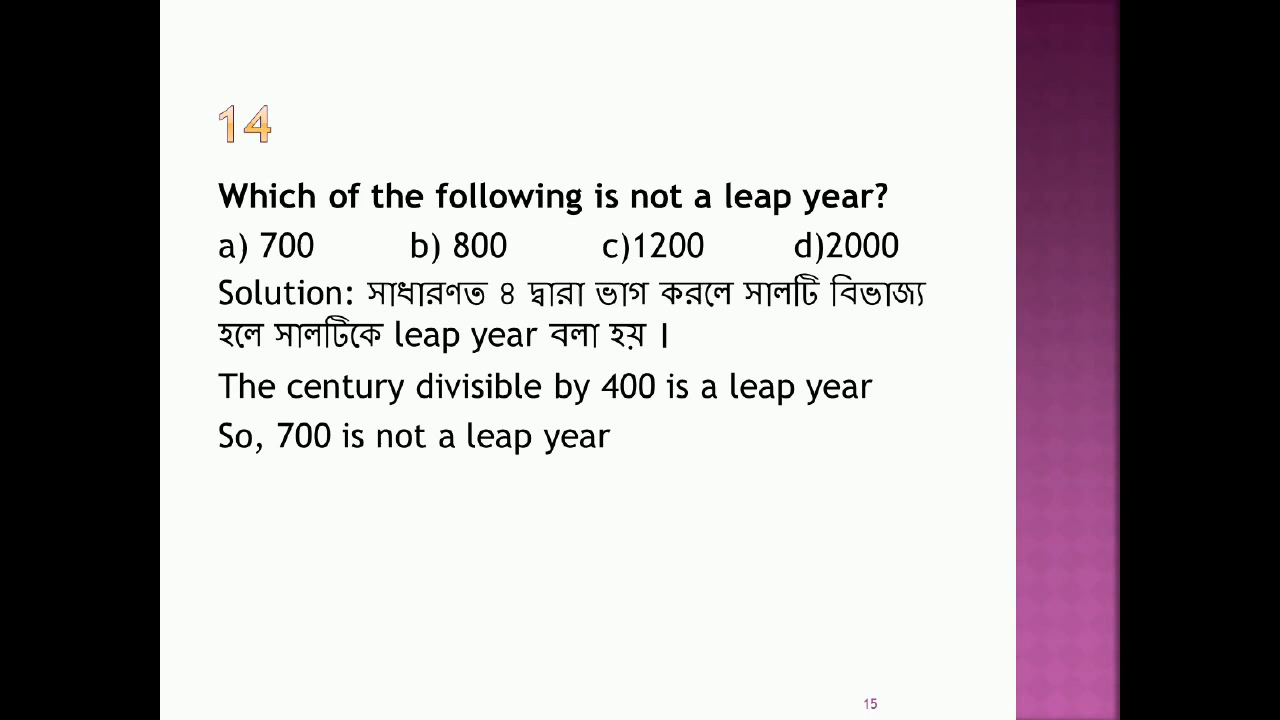 14
Which of the following is not a leap year?
a) 700 b) 800 c)1200 d)2000
Solution: সাধারণত ৪ দ্বারা ভাগ করলে সালটি বিভাজ্য
হলে সালটিকে leap year বলা হয় ।
The century divisible by 400 is a leap year
So, 700 is not a leap year
15